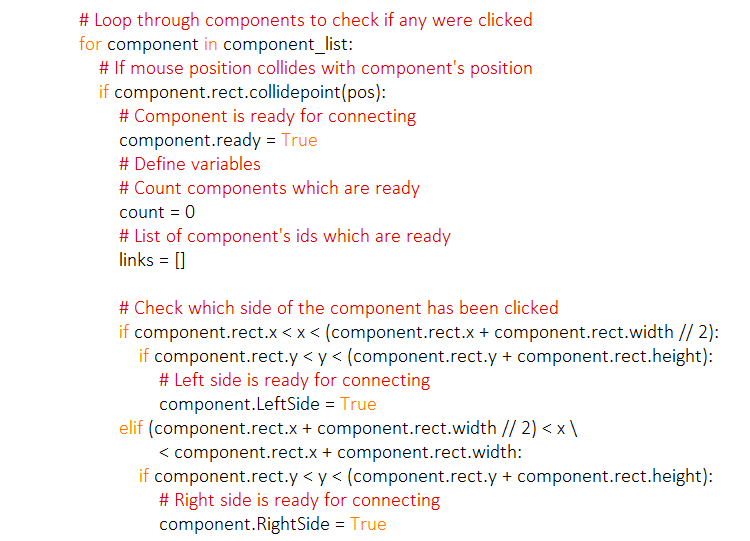 # Loop through components to check if any were clicked
for component in component_list:
# If mouse position collides with component's position
if component.rect.collidepoint(pos):
# Component is ready for connecting
component.ready = True
# Define variables
# Count components which are ready
count = 0
# List of component's ids which are ready
links = []
# Check which side of the component has been clicked
if component.rect.x < x < (component.rect.x + component.rect.width // 2):
if component.rect.y < y < (component.rect.y + component.rect.height):
# Left side is ready for connecting
component.LeftSide = True
elif (component.rect.x + component.rect.width // 2) < x \
< component.rect.x + component.rect.width:
if component.rect.y < y < (component.rect.y + component.rect.height):
# Right side is ready for connecting
component.RightSide = True